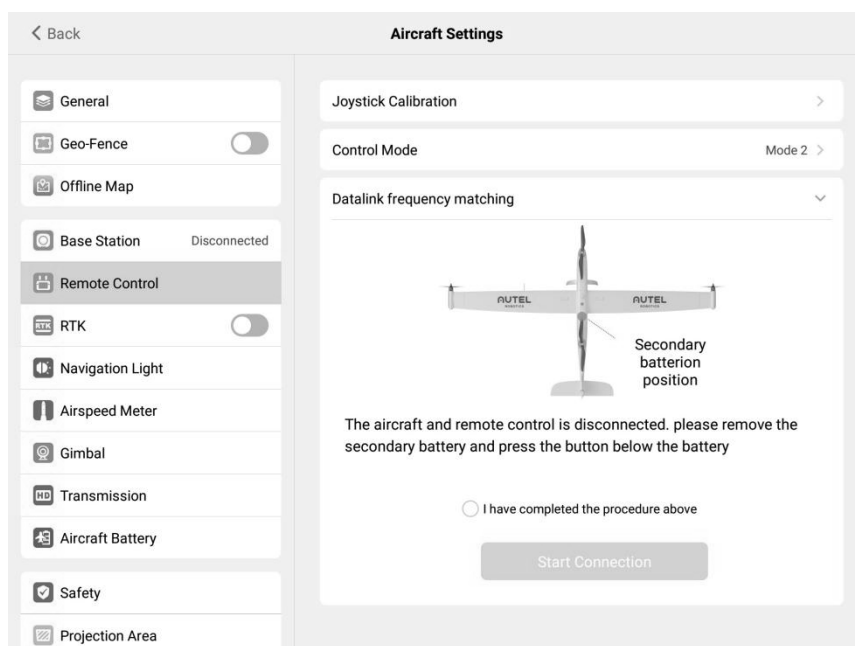 Back
Aircraft Settings
General
Geo-Fence
Offline Map
Base Station Disconnected
Remote Control
RTK RTK
Navigation Light
Airspeed Meter
Gimbal
HD Transmission
Aircraft Battery
Safety
Projection Area
Joystick Calibration
Control Mode Mode 2
Datalink frequency matching
AUTEL AUTEL
Secondary
batterion
position
The aircraft and remote control is disconnected. please remove the
secondary battery and press the button below the battery
I have completed the procedure above
Start Connection